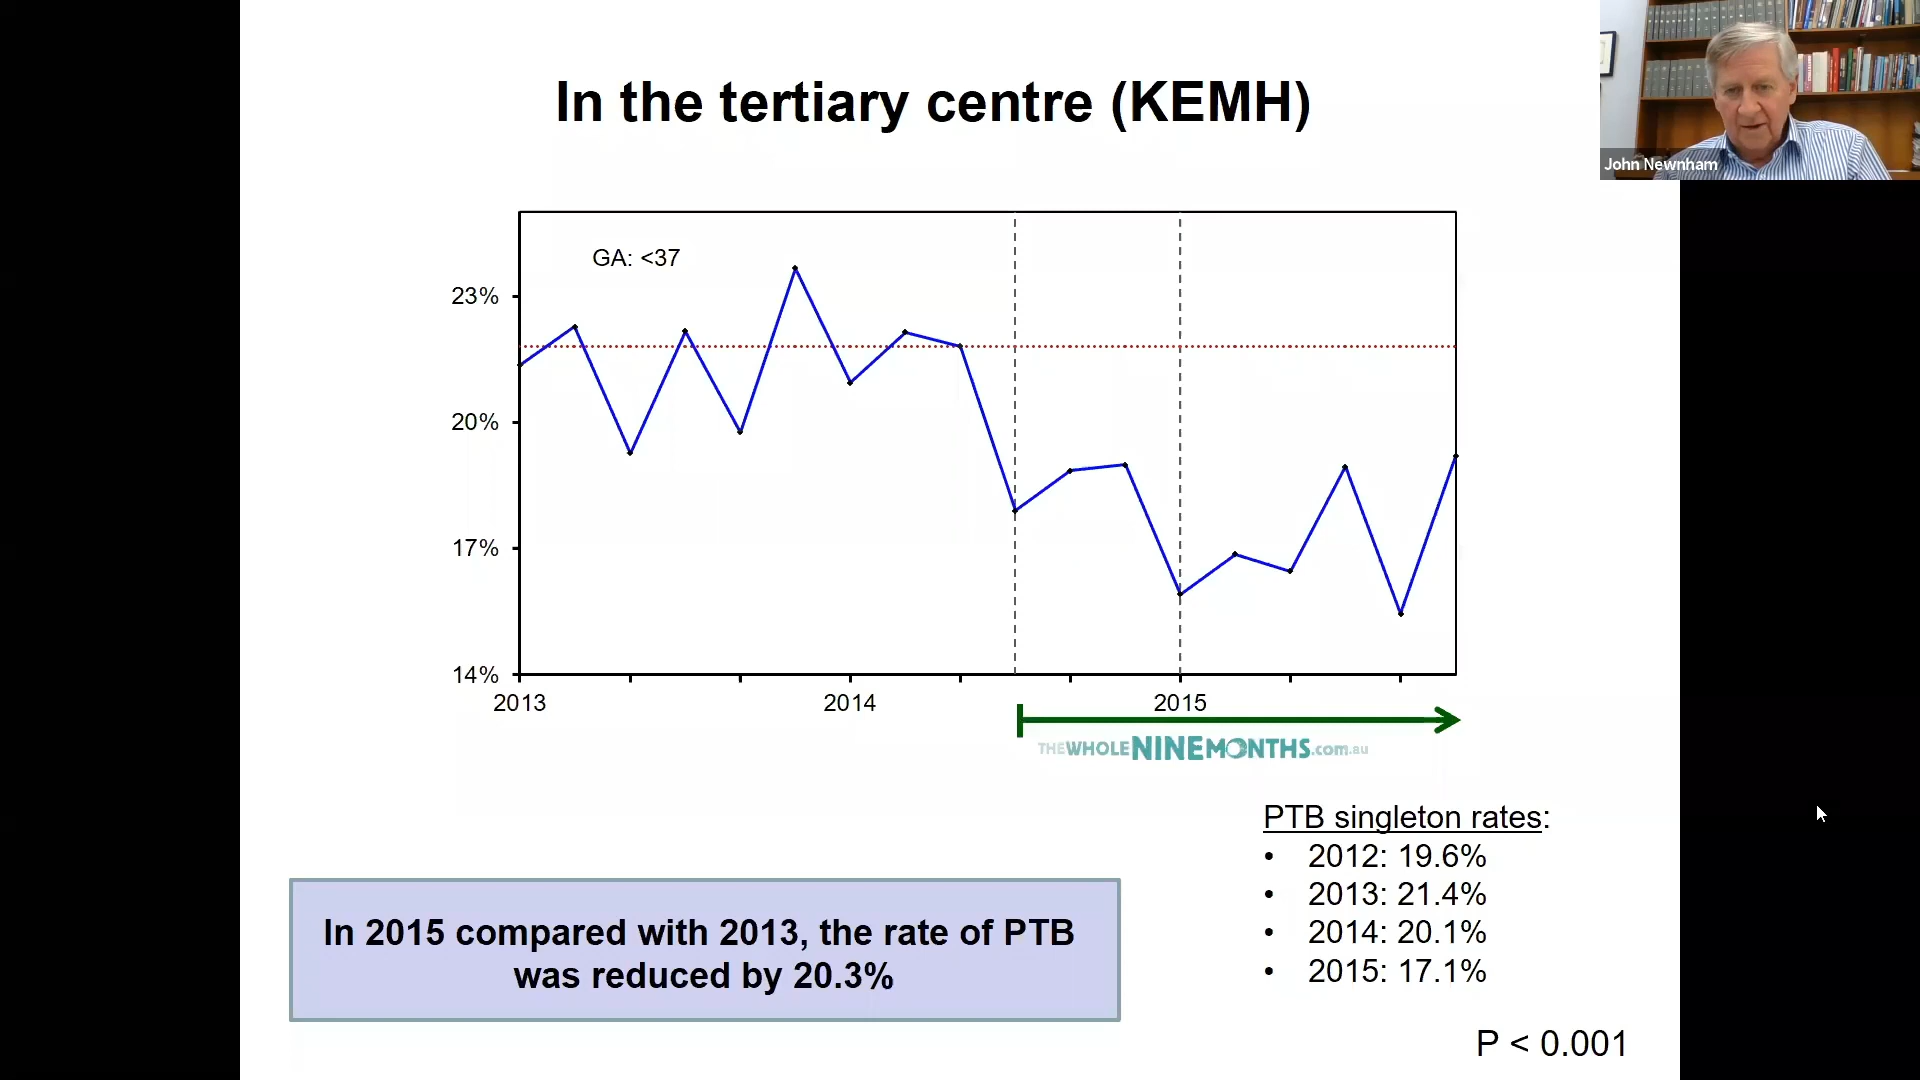 In the tertiary centre (KEMH)
John Newnham
GA: <37
23%
20%
17%
14%
2013 2014 2015
THEWHOLENINEMONTHS.com.au
PTB singleton rates:
• 2012: 19.6%
• 2013: 21.4%
• 2014: 20.1%
• 2015: 17.1%
In 2015 compared with 2013, the rate of PTB
was reduced by 20.3%
P < 0.001